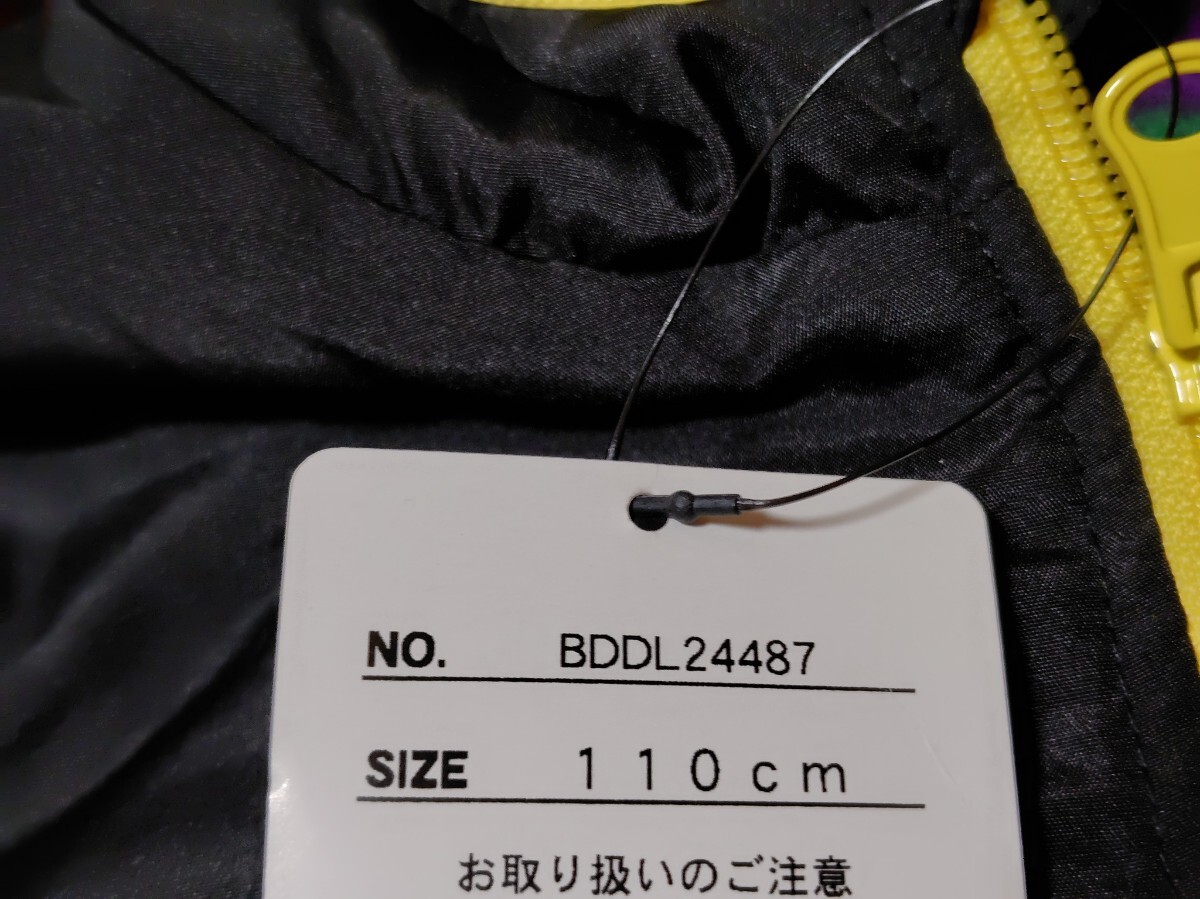 NO. BDDL24487
SIZE １１０ｃｍ
お取り扱いのご注意